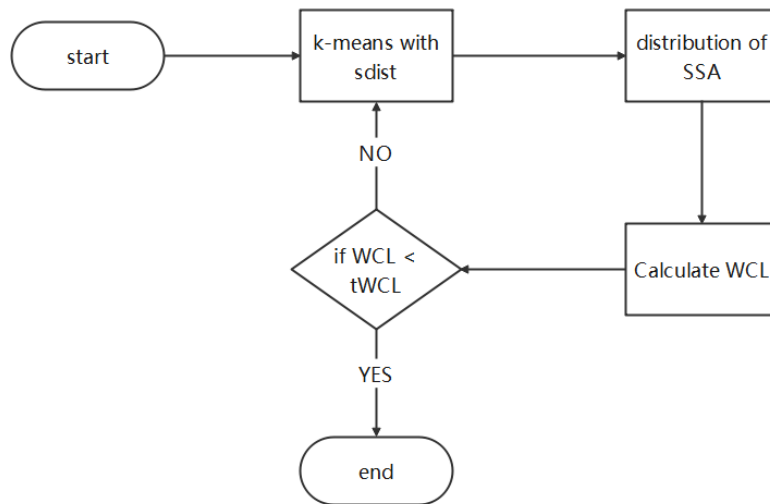 start
k-means with
sdist
distribution of
SSA
NO
if WCL <
tWCL
Calculate WCL
YES
end